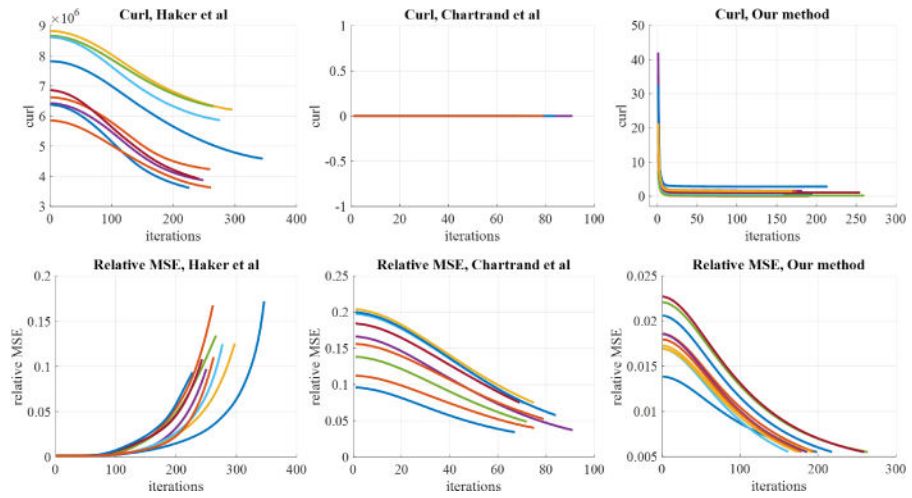 Curl, Haker et al
×10⁶
9
8
7
6
5
4
3
curl
0 100 200 300 400
iterations
Curl, Chartrand et al
1
0.5
0
-0.5
-1
curl
0 20 40 60 80 100
iterations
Curl, Our method
50
40
30
20
10
0
curl
0 50 100 150 200 250 300
iterations
Relative MSE, Haker et al
0.2
0.15
0.1
0.05
0
relative MSE
0 100 200 300 400
iterations
Relative MSE, Chartrand et al
0.25
0.2
0.15
0.1
0.05
0
relative MSE
0 20 40 60 80 100
iterations
Relative MSE, Our method
0.025
0.02
0.015
0.01
0.005
relative MSE
0 100 200 300
iterations